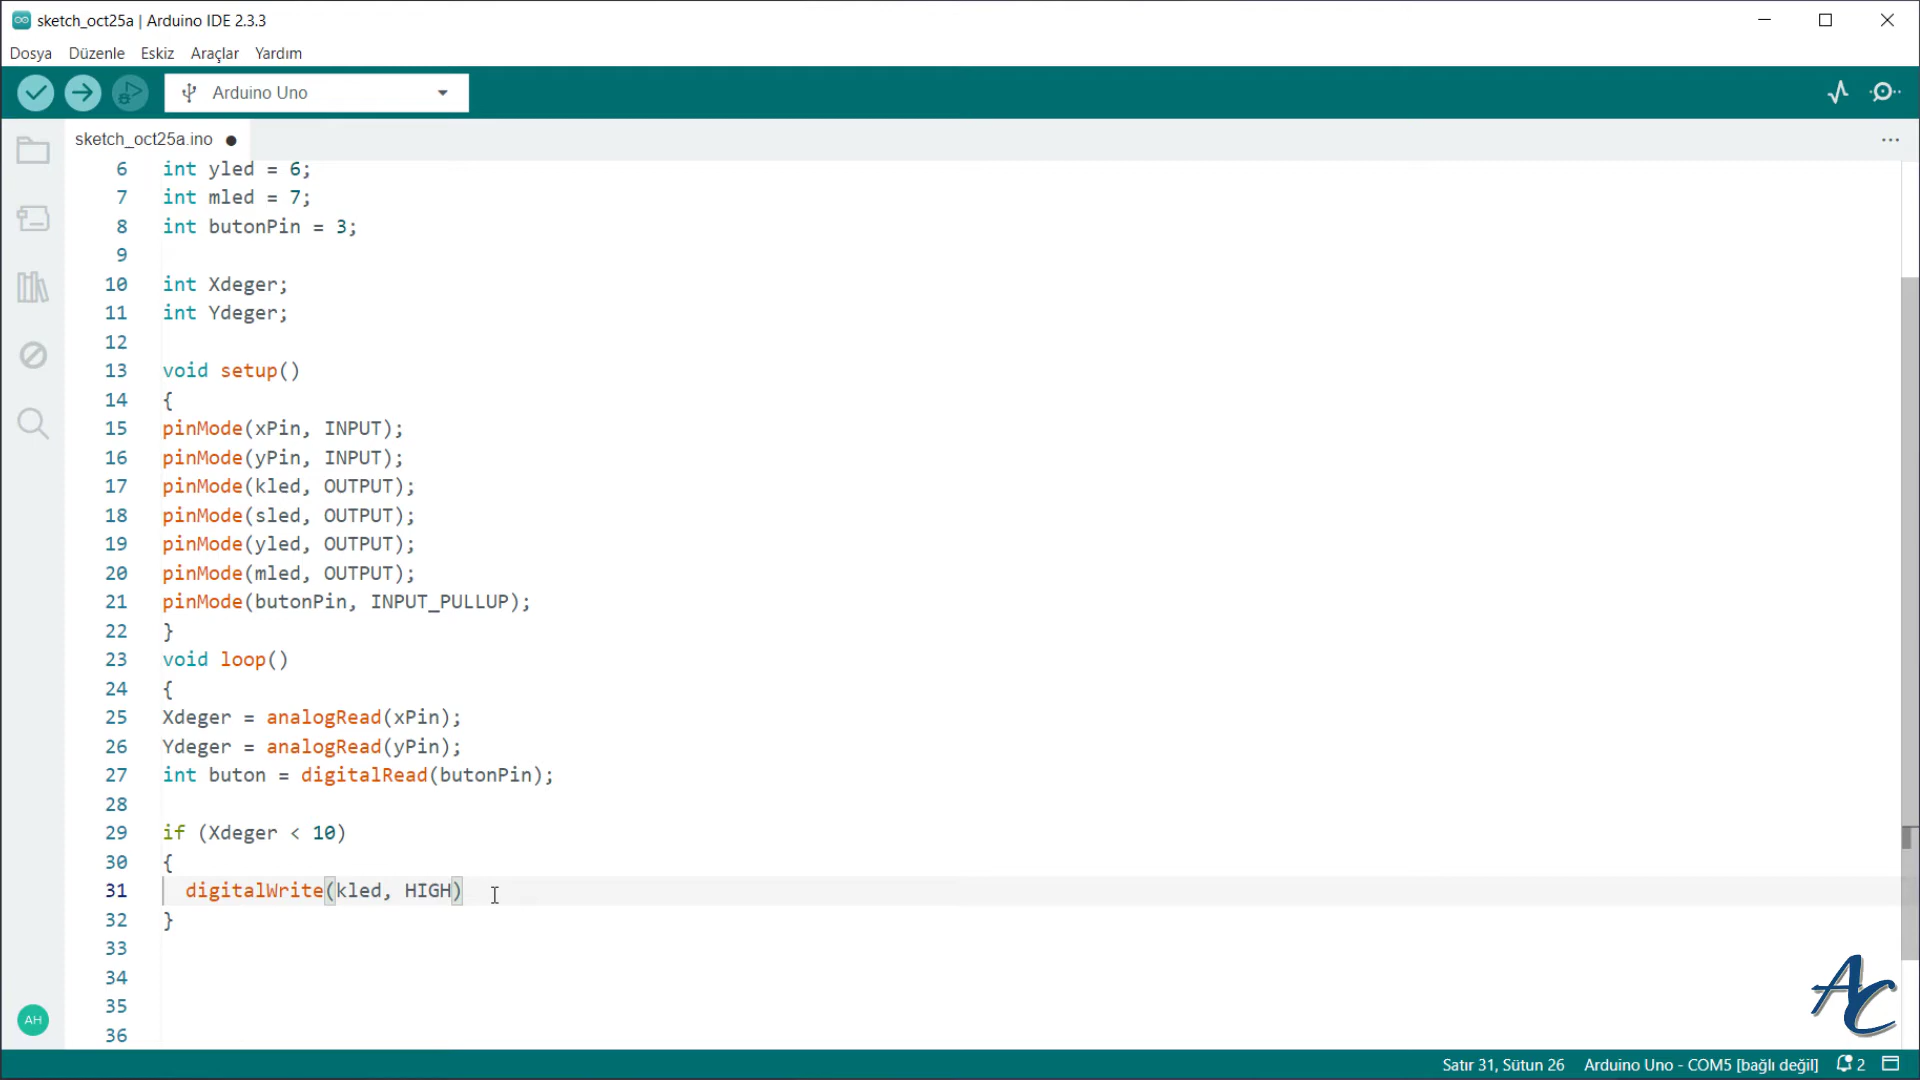 sketch_oct25a | Arduino IDE 2.3.3
Dosya Düzenle Eskiz Araçlar Yardım
Arduino Uno
sketch_oct25a.ino
6 int yled = 6;
7 int mled = 7;
8 int butonPin = 3;
9
10 int Xdeger;
11 int Ydeger;
12
13 void setup()
14 {
15 pinMode(xPin, INPUT);
16 pinMode(yPin, INPUT);
17 pinMode(kled, OUTPUT);
18 pinMode(sled, OUTPUT);
19 pinMode(yled, OUTPUT);
20 pinMode(mled, OUTPUT);
21 pinMode(butonPin, INPUT_PULLUP);
22 }
23 void loop()
24 {
25 Xdeger = analogRead(xPin);
26 Ydeger = analogRead(yPin);
27 int buton = digitalRead(butonPin);
28
29 if (Xdeger < 10)
30 {
31 digitalWrite(kled, HIGH)
32 }
33
34
35
36
AC
AH
Satır 31, Sütun 26 Arduino Uno - COM5 [bağlı değil] 2